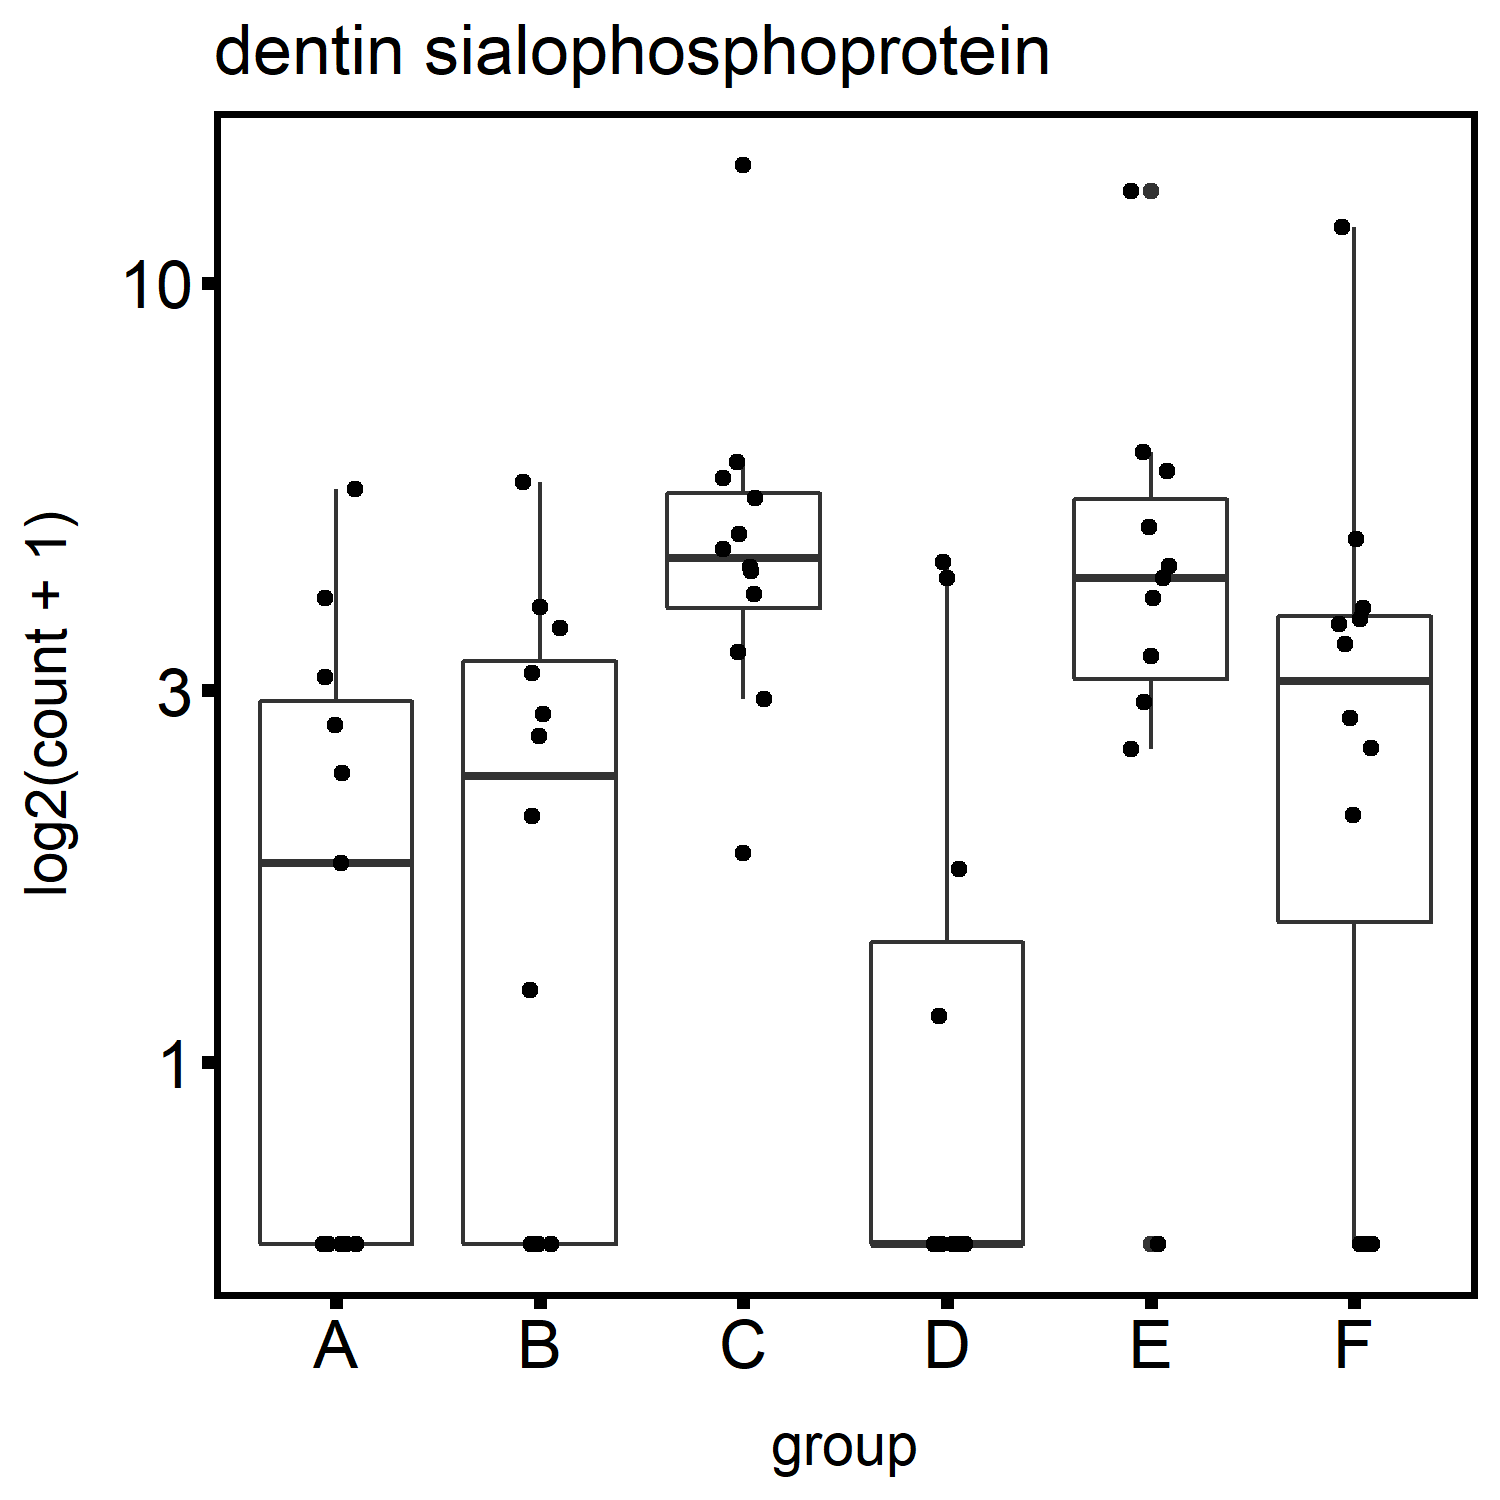 dentin sialophosphoprotein
log2(count + 1)
10
3
1
A B C D E F
group